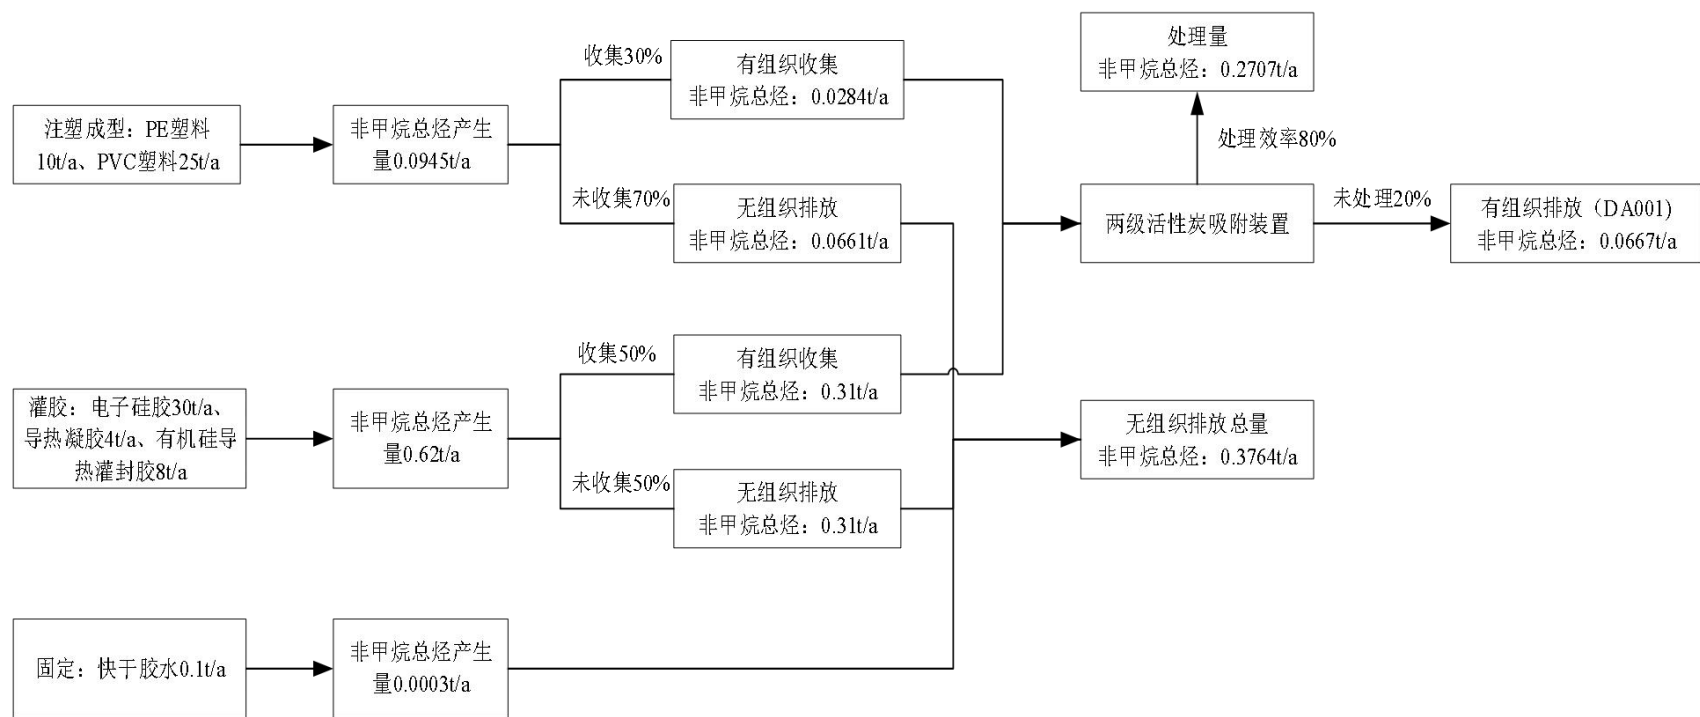 注塑成型：PE塑料
10t/a、PVC塑料25t/a
非甲烷总烃产生
量0.0945t/a
收集30%
有组织收集
非甲烷总烃：0.0284t/a
未收集70%
无组织排放
非甲烷总烃：0.0661t/a
处理量
非甲烷总烃：0.2707t/a
处理效率80%
两级活性炭吸附装置
未处理20%
有组织排放（DA001)
非甲烷总烃：0.0667t/a
灌胶：电子硅胶30t/a、
导热凝胶4t/a、有机硅导
热灌封胶8t/a
非甲烷总烃产生
量0.62t/a
收集50%
有组织收集
非甲烷总烃：0.31t/a
未收集50%
无组织排放
非甲烷总烃：0.31t/a
无组织排放总量
非甲烷总烃：0.3764t/a
固定：快干胶水0.1t/a
非甲烷总烃产生
量0.0003t/a